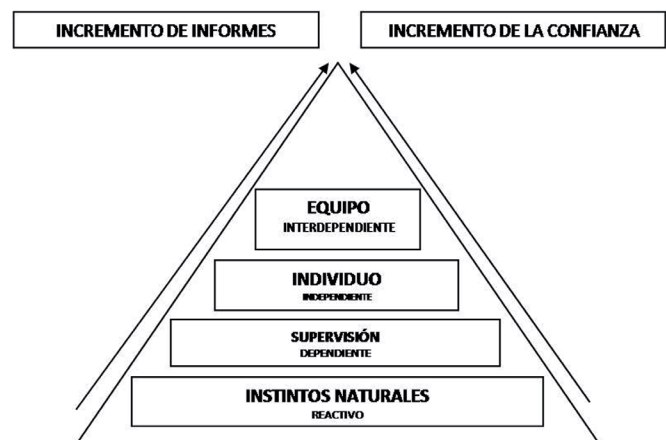 INCREMENTO DE INFORMES
INCREMENTO DE LA CONFIANZA
EQUIPO
INTERDEPENDIENTE
INDIVIDUO
INDEPENDIENTE
SUPERVISIÓN
DEPENDIENTE
INSTINTOS NATURALES
REACTIVO